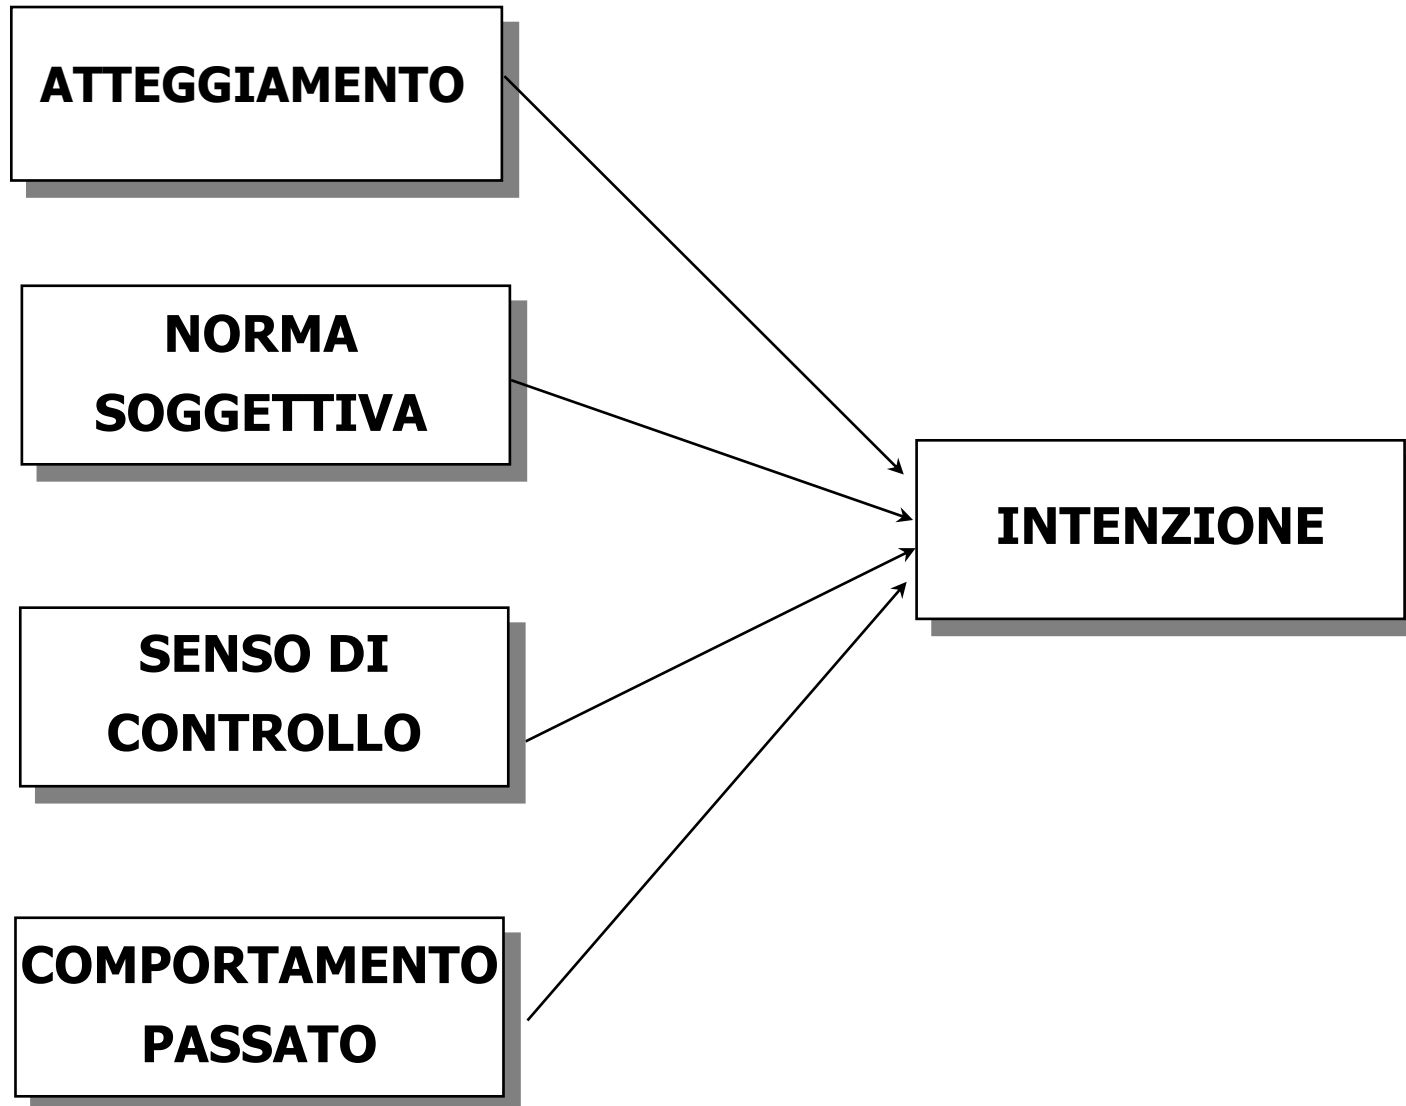 ATTEGGIAMENTO
NORMA
SOGGETTIVA
INTENZIONE
SENSO DI
CONTROLLO
COMPORTAMENTO
PASSATO